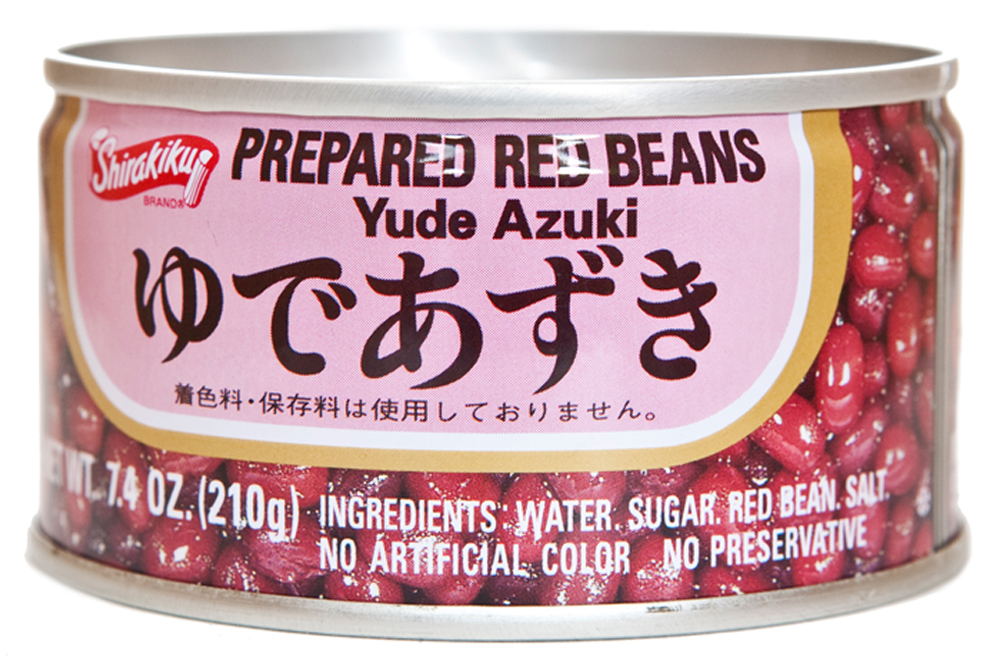 Shirakiku
BRAND®
PREPARED RED BEANS
Yude Azuki
ゆであずき
着色料・保存料は使用しておりません。
ET WT. 7.4 OZ. (210g)
INGREDIENTS: WATER. SUGAR. RED BEAN. SALT.
NO ARTIFICIAL COLOR NO PRESERVATIVE